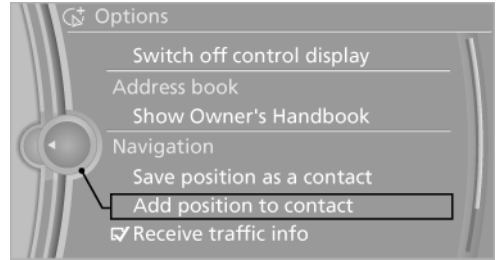 Options
Switch off control display
Address book
Show Owner's Handbook
Navigation
Save position as a contact
Add position to contact
Receive traffic info